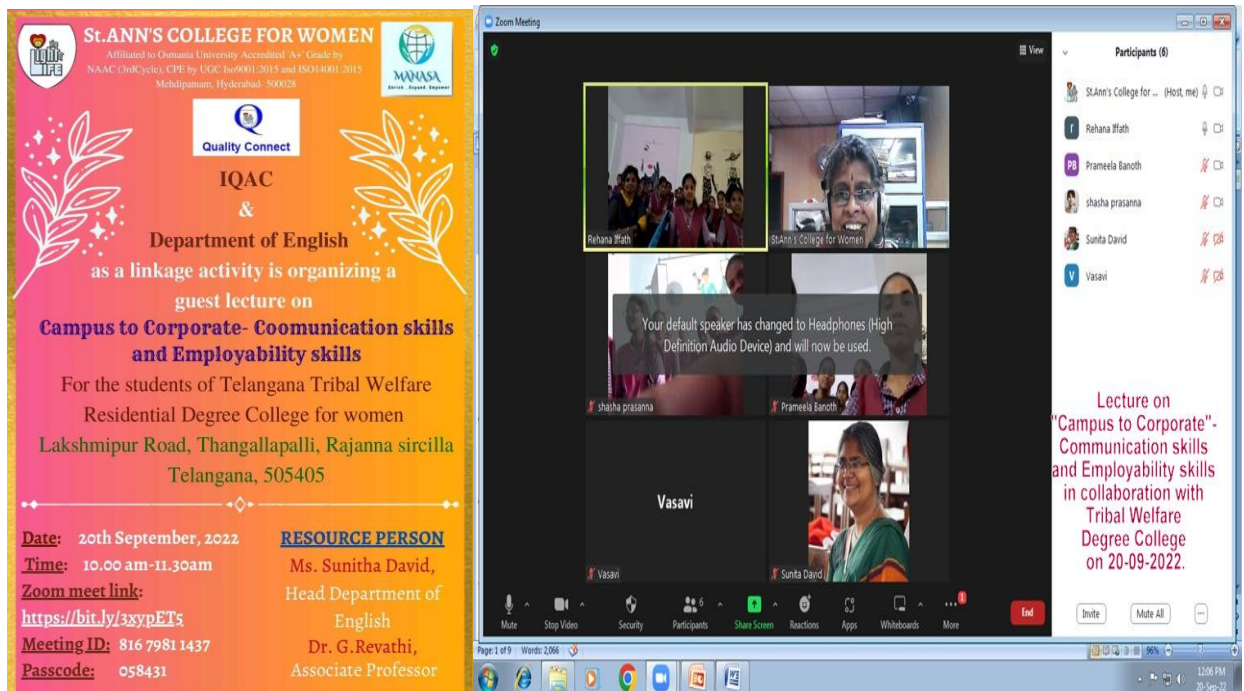 Light
LIFE
St.ANN'S COLLEGE FOR WOMEN
Affiliated to Osmania University Accredited 'A+' Grade by
NAAC (3rdCycle), CPE by UGC Iso9001:2015 and ISO14001:2015
Mehdipatnam, Hyderabad- 500028
MANASA
Enrich . Expand. Empower
Q
Quality Connect
IQAC
&
Department of English
as a linkage activity is organizing a
guest lecture on
Campus to Corporate- Coomunication skills
and Employability skills
For the students of Telangana Tribal Welfare
Residential Degree College for women
Lakshmipur Road, Thangallapalli, Rajanna sircilla
Telangana, 505405
Date: 20th September, 2022
Time: 10.00 am-11.30am
Zoom meet link:
https://bit.ly/3xypET5
Meeting ID: 816 7981 1437
Passcode: 058431
RESOURCE PERSON
Ms. Sunitha David,
Head Department of
English
Dr. G.Revathi,
Associate Professor
Zoom Meeting
View
Rehana Iffath
St.Ann's College for Women
Your default speaker has changed to Headphones (High
Definition Audio Device) and will now be used.
shasha prasanna
Prameela Banoth
Vasavi
Vasavi
Sunita David
Mute
Stop Video
Security
6
Participants
Share Screen
Reactions
Apps
Whiteboards
1
More
End
Participants (6)
St.Ann's College for ... (Host, me)
r Rehana Iffath
PB Prameela Banoth
shasha prasanna
Sunita David
V Vasavi
Lecture on
"Campus to Corporate"-
Communication skills
and Employability skills
in collaboration with
Tribal Welfare
Degree College
on 20-09-2022.
Invite
Mute All
...
Page: 1 of 9 Words: 2,066
96%
12:06 PM
20-Sep-22